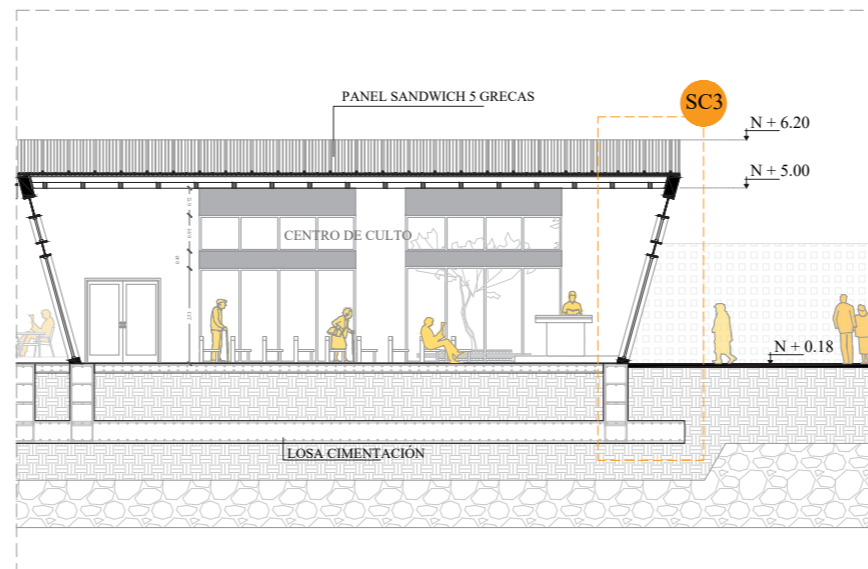 PANEL SANDWICH 5 GRECAS
SC3
N + 6.20
N + 5.00
CENTRO DE CULTO
N + 0.18
LOSA CIMENTACIÓN